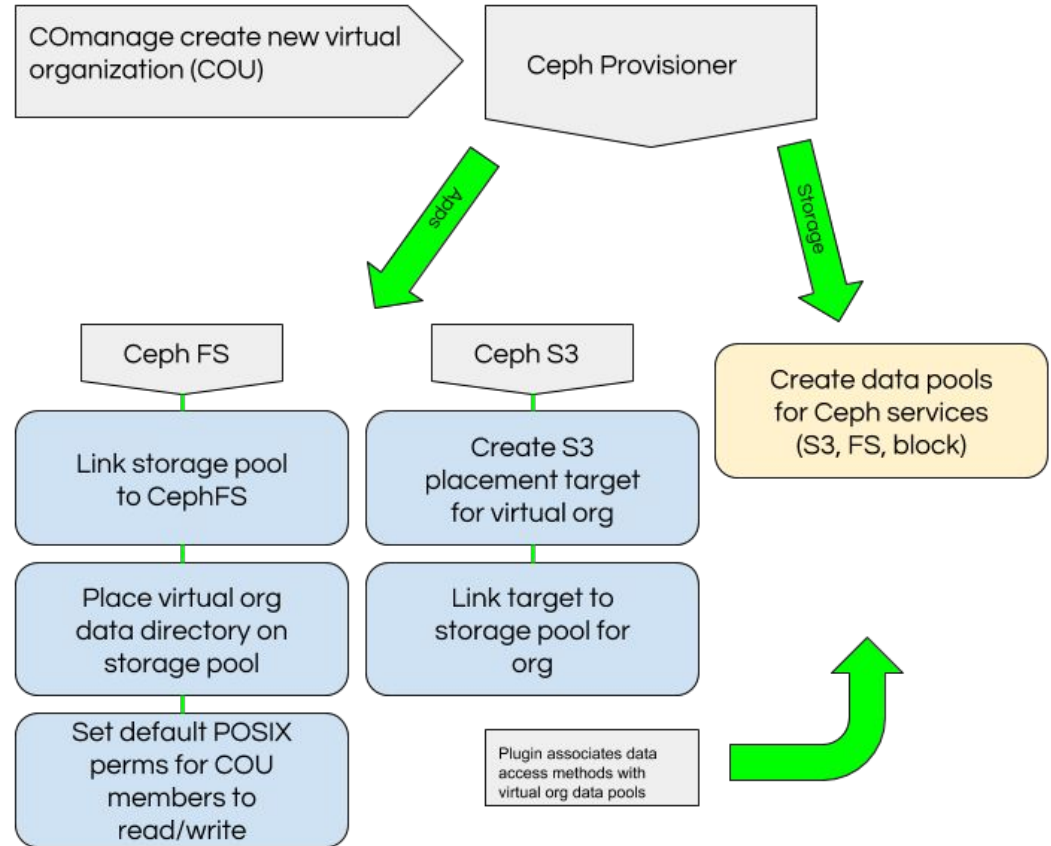 COmanage create new virtual
organization (COU)
Ceph Provisioner
Apps
Storage
Ceph FS
Link storage pool
to CephFS
Place virtual org
data directory on
storage pool
Set default POSIX
perms for COU
members to
read/write
Ceph S3
Create S3
placement target
for virtual org
Link target to
storage pool for
org
Create data pools
for Ceph services
(S3, FS, block)
Plugin associates data
access methods with
virtual org data pools